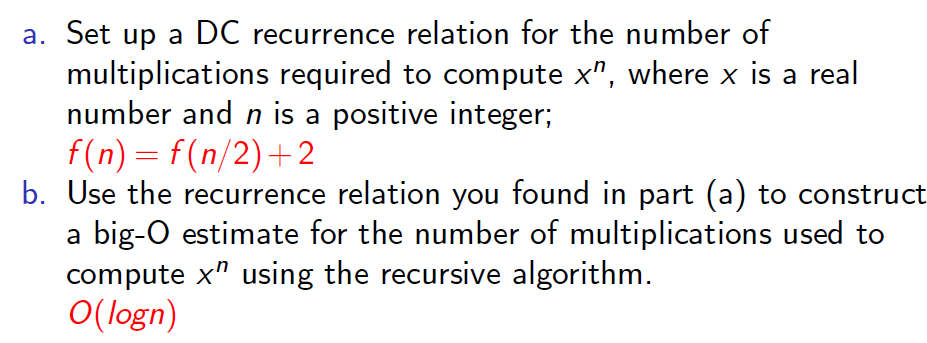 a. Set up a DC recurrence relation for the number of
multiplications required to compute xⁿ, where x is a real
number and n is a positive integer;
f(n) = f(n/2)+2
b. Use the recurrence relation you found in part (a) to construct
a big-O estimate for the number of multiplications used to
compute xⁿ using the recursive algorithm.
O(logn)